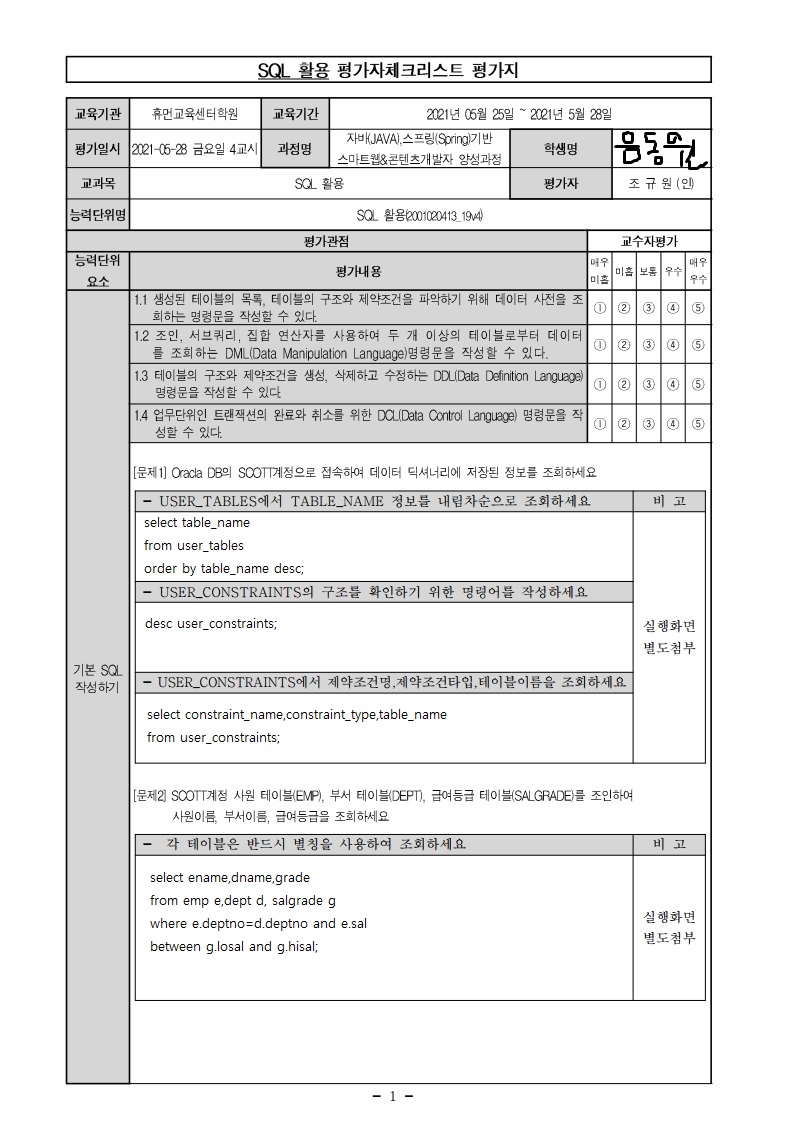 SQL 활용 평가자체크리스트 평가지
교육기관 휴먼교육센터학원 교육기간 2021년 05월 25일 ~ 2021년 5월 28일
평가일시 2021-05-28 금요일 4교시 과정명 자바(JAVA),스프링(Spring)기반
스마트웹&콘텐츠개발자 양성과정 학생명
교과목 SQL 활용 평가자 조 규 원 (인)
능력단위명 SQL 활용(2001020413_19v4)
평가관점 교수자평가
능력단위
요소 평가내용 매우
미흡 미흡 보통 우수 매우
우수
1.1 생성된 테이블의 목록, 테이블의 구조와 제약조건을 파악하기 위해 데이터 사전을 조
회하는 명령문을 작성할 수 있다. ① ② ③ ④ ⑤
1.2 조인, 서브쿼리, 집합 연산자를 사용하여 두 개 이상의 테이블로부터 데이터
를 조회하는 DML(Data Manipulation Language)명령문을 작성할 수 있다. ① ② ③ ④ ⑤
1.3 테이블의 구조와 제약조건을 생성, 삭제하고 수정하는 DDL(Data Definition Language)
명령문을 작성할 수 있다. ① ② ③ ④ ⑤
1.4 업무단위인 트랜잭션의 완료와 취소를 위한 DCL(Data Control Language) 명령문을 작
성할 수 있다. ① ② ③ ④ ⑤
기본 SQL
작성하기
[문제1] Oracla DB의 SCOTT계정으로 접속하여 데이터 딕셔너리에 저장된 정보를 조회하세요
- USER_TABLES에서 TABLE_NAME 정보를 내림차순으로 조회하세요 비 고
select table_name
from user_tables
order by table_name desc;
- USER_CONSTRAINTS의 구조를 확인하기 위한 명령어를 작성하세요
desc user_constraints;
실행화면
별도첨부
- USER_CONSTRAINTS에서 제약조건명,제약조건타입,테이블이름을 조회하세요
select constraint_name,constraint_type,table_name
from user_constraints;
[문제2] SCOTT계정 사원 테이블(EMP), 부서 테이블(DEPT), 급여등급 테이블(SALGRADE)를 조인하여
사원이름, 부서이름, 급여등급을 조회하세요
- 각 테이블은 반드시 별칭을 사용하여 조회하세요 비 고
select ename,dname,grade
from emp e,dept d, salgrade g
where e.deptno=d.deptno and e.sal
between g.losal and g.hisal;
실행화면
별도첨부
- 1 -